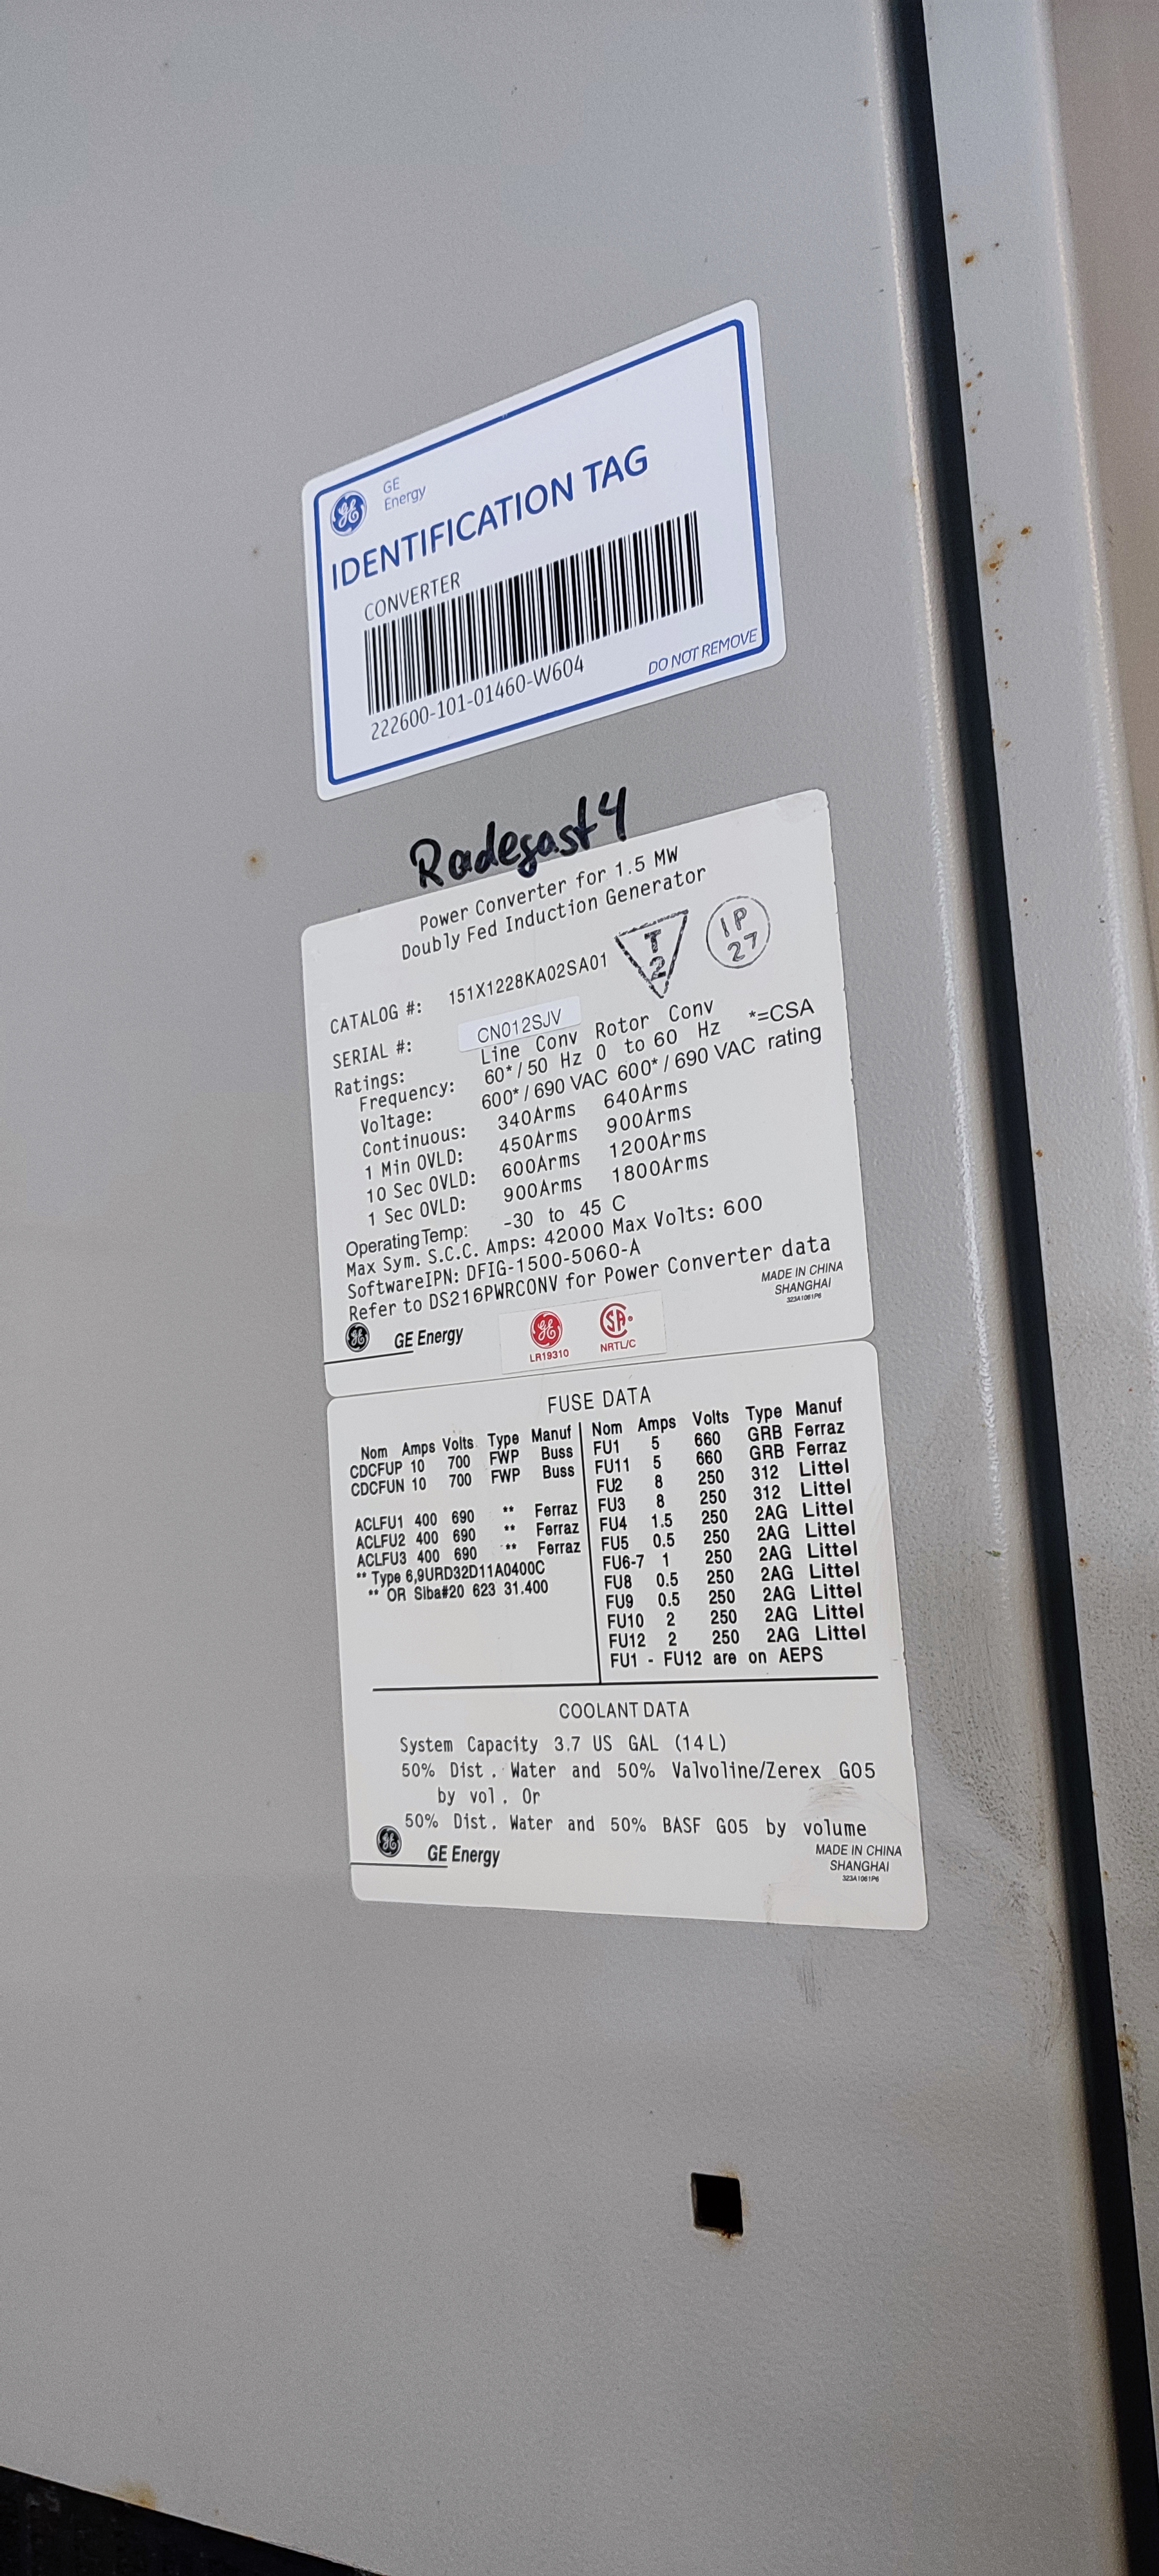 GE
Energy
IDENTIFICATION TAG
CONVERTER
222600-101-01460-W604
DO NOT REMOVE
Radegast 4
Power Converter for 1.5 MW
Doubly Fed Induction Generator
CATALOG #: 151X1228KA02SA01
T
2
IP
27
SERIAL #: CN012SJV
Ratings: Line Conv Rotor Conv
Frequency: 60*/50 Hz 0 to 60 Hz *=CSA
Voltage: 600*/690 VAC 600*/690 VAC rating
Continuous: 340Arms 640Arms
1 Min OVLD: 450Arms 900Arms
10 Sec OVLD: 600Arms 1200Arms
1 Sec OVLD: 900Arms 1800Arms
Operating Temp: -30 to 45 C
Max Sym. S.C.C. Amps: 42000 Max Volts: 600
SoftwareIPN: DFIG-1500-5060-A
Refer to DS216PWRCONV for Power Converter data
GE Energy
LR19310
SA
NRTL/C
MADE IN CHINA
SHANGHAI
323A1061P6
FUSE DATA
Nom Amps Volts Type Manuf
CDCFUP 10 700 FWP Buss
CDCFUN 10 700 FWP Buss
ACLFU1 400 690 ** Ferraz
ACLFU2 400 690 ** Ferraz
ACLFU3 400 690 ** Ferraz
** Type 6,9URD32D11A0400C
** OR Siba#20 623 31.400
Nom Amps Volts Type Manuf
FU1 5 660 GRB Ferraz
FU11 5 660 GRB Ferraz
FU2 8 250 312 Littel
FU3 8 250 312 Littel
FU4 1.5 250 2AG Littel
FU5 0.5 250 2AG Littel
FU6-7 1 250 2AG Littel
FU8 0.5 250 2AG Littel
FU9 0.5 250 2AG Littel
FU10 2 250 2AG Littel
FU12 2 250 2AG Littel
FU1 - FU12 are on AEPS
COOLANT DATA
System Capacity 3.7 US GAL (14L)
50% Dist. Water and 50% Valvoline/Zerex G05
by vol. Or
50% Dist. Water and 50% BASF G05 by volume
GE Energy
MADE IN CHINA
SHANGHAI
323A1061P6